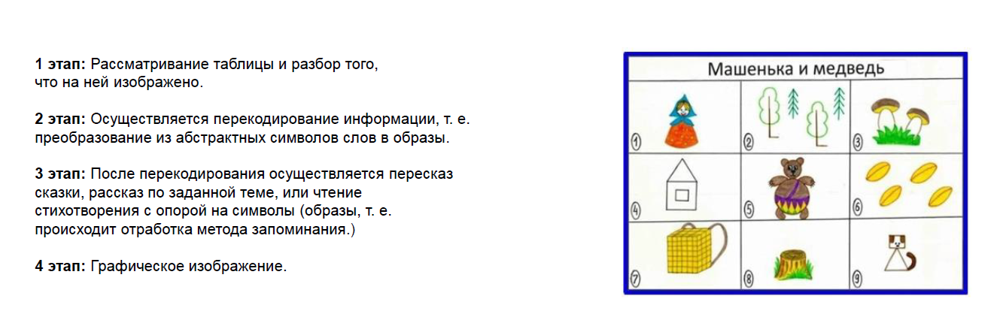 1 этап: Рассматривание таблицы и разбор того,
что на ней изображено.
2 этап: Осуществляется перекодирование информации, т. е.
преобразование из абстрактных символов слов в образы.
3 этап: После перекодирования осуществляется пересказ
сказки, рассказ по заданной теме, или чтение
стихотворения с опорой на символы (образы, т. е.
происходит отработка метода запоминания.)
4 этап: Графическое изображение.
Машенька и медведь
1
2
3
4
5
6
7
8
9